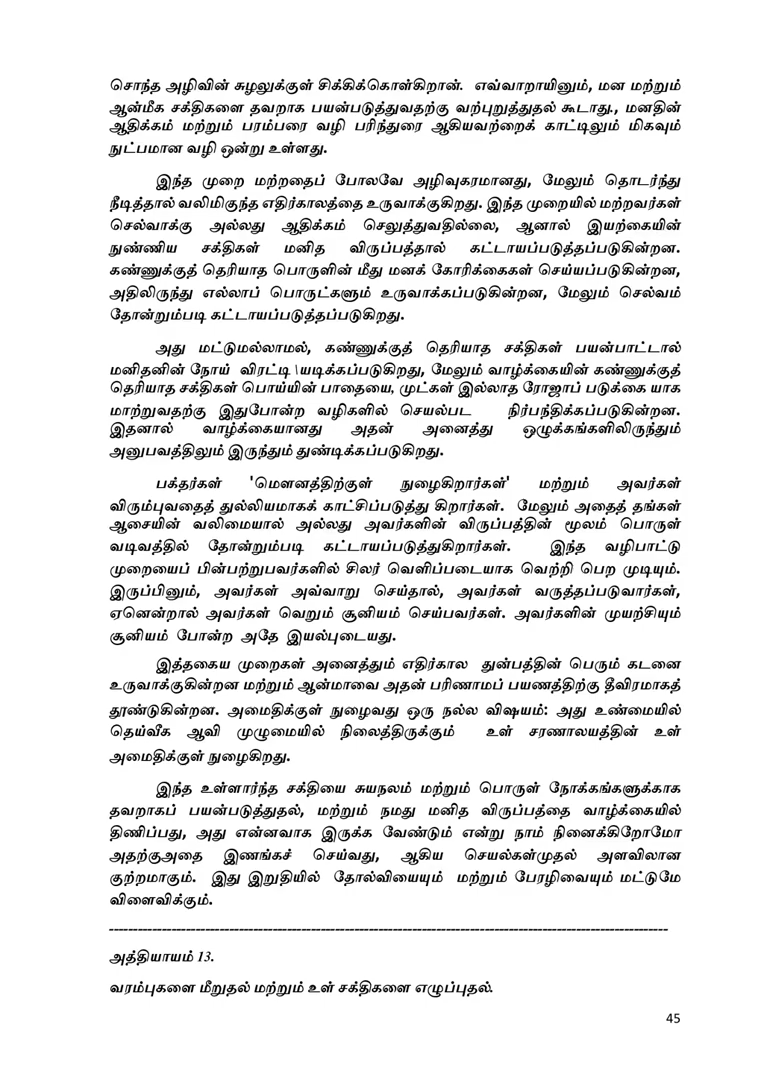 சொந்த அழிவின் சுழலுக்குள் சிக்கிக்கொள்கிறான்.  எவ்வாறாயினும், மன மற்றும்
ஆன்மீக சக்திகளை தவறாக பயன்படுத்துவதற்கு வற்புறுத்துதல் கூடாது., மனதின்
ஆதிக்கம் மற்றும் பரம்பரை வழி பரிந்துரை ஆகியவற்றைக் காட்டிலும் மிகவும்
நுட்பமான வழி ஒன்று உள்ளது.
இந்த முறை மற்றதைப் போலவே அழிவுகரமானது, மேலும் தொடர்ந்து
நீடித்தால் வலிமிகுந்த எதிர்காலத்தை உருவாக்குகிறது. இந்த முறையில் மற்றவர்கள்
செல்வாக்கு அல்லது ஆதிக்கம் செலுத்துவதில்லை, ஆனால் இயற்கையின்
நுண்ணிய சக்திகள் மனித விருப்பத்தால் கட்டாயப்படுத்தப்படுகின்றன.
கண்ணுக்குத் தெரியாத பொருளின் மீது மனக் கோரிக்கைகள் செய்யப்படுகின்றன,
அதிலிருந்து எல்லாப் பொருட்களும் உருவாக்கப்படுகின்றன, மேலும் செல்வம்
தோன்றும்படி கட்டாயப்படுத்தப்படுகிறது.
அது மட்டுமல்லாமல், கண்ணுக்குத் தெரியாத சக்திகள் பயன்பாட்டால்
மனிதனின் நோய் விரட்டி \யடிக்கப்படுகிறது, மேலும் வாழ்க்கையின் கண்ணுக்குத்
தெரியாத சக்திகள் பொய்யின் பாதையை, முட்கள் இல்லாத ரோஜாப் படுக்கை யாக
மாற்றுவதற்கு இதுபோன்ற வழிகளில் செயல்பட நிர்பந்திக்கப்படுகின்றன.
இதனால் வாழ்க்கையானது அதன் அனைத்து ஒழுக்கங்களிலிருந்தும்
அனுபவத்திலும் இருந்தும் துண்டிக்கப்படுகிறது.
பக்தர்கள் 'மௌனத்திற்குள் நுழைகிறார்கள்' மற்றும் அவர்கள்
விரும்புவதைத் துல்லியமாகக் காட்சிப்படுத்து கிறார்கள்.  மேலும் அதைத் தங்கள்
ஆசையின் வலிமையால் அல்லது அவர்களின் விருப்பத்தின் மூலம் பொருள்
வடிவத்தில் தோன்றும்படி கட்டாயப்படுத்துகிறார்கள். இந்த வழிபாட்டு
முறையைப் பின்பற்றுபவர்களில் சிலர் வெளிப்படையாக வெற்றி பெற முடியும்.
இருப்பினும், அவர்கள் அவ்வாறு செய்தால், அவர்கள் வருத்தப்படுவார்கள்,
ஏனென்றால் அவர்கள் வெறும் சூனியம் செய்பவர்கள். அவர்களின் முயற்சியும்
சூனியம் போன்ற அதே இயல்புடையது.
இத்தகைய முறைகள் அனைத்தும் எதிர்கால துன்பத்தின் பெரும் கடனை
உருவாக்குகின்றன மற்றும் ஆன்மாவை அதன் பரிணாமப் பயணத்திற்கு தீவிரமாகத்
தூண்டுகின்றன. அமைதிக்குள் நுழைவது ஒரு நல்ல விஷயம்: அது உண்மையில்
தெய்வீக ஆவி முழுமையில் நிலைத்திருக்கும் உள் சரணாலயத்தின் உள்
அமைதிக்குள் நுழைகிறது.
இந்த உள்ளார்ந்த சக்தியை சுயநலம் மற்றும் பொருள் நோக்கங்களுக்காக
தவறாகப் பயன்படுத்துதல், மற்றும் நமது மனித விருப்பத்தை வாழ்க்கையில்
திணிப்பது, அது என்னவாக இருக்க வேண்டும் என்று நாம் நினைக்கிறோமோ
அதற்குஅதை இணங்கச் செய்வது, ஆகிய செயல்கள்முதல் அளவிலான
குற்றமாகும்.  இது இறுதியில் தோல்வியையும் மற்றும் பேரழிவையும் மட்டுமே
விளைவிக்கும்.
----------------------------------------------------------------------------------------------------------------------
அத்தியாயம் 13.
வரம்புகளை மீறுதல் மற்றும் உள் சக்திகளை எழுப்புதல்.
45